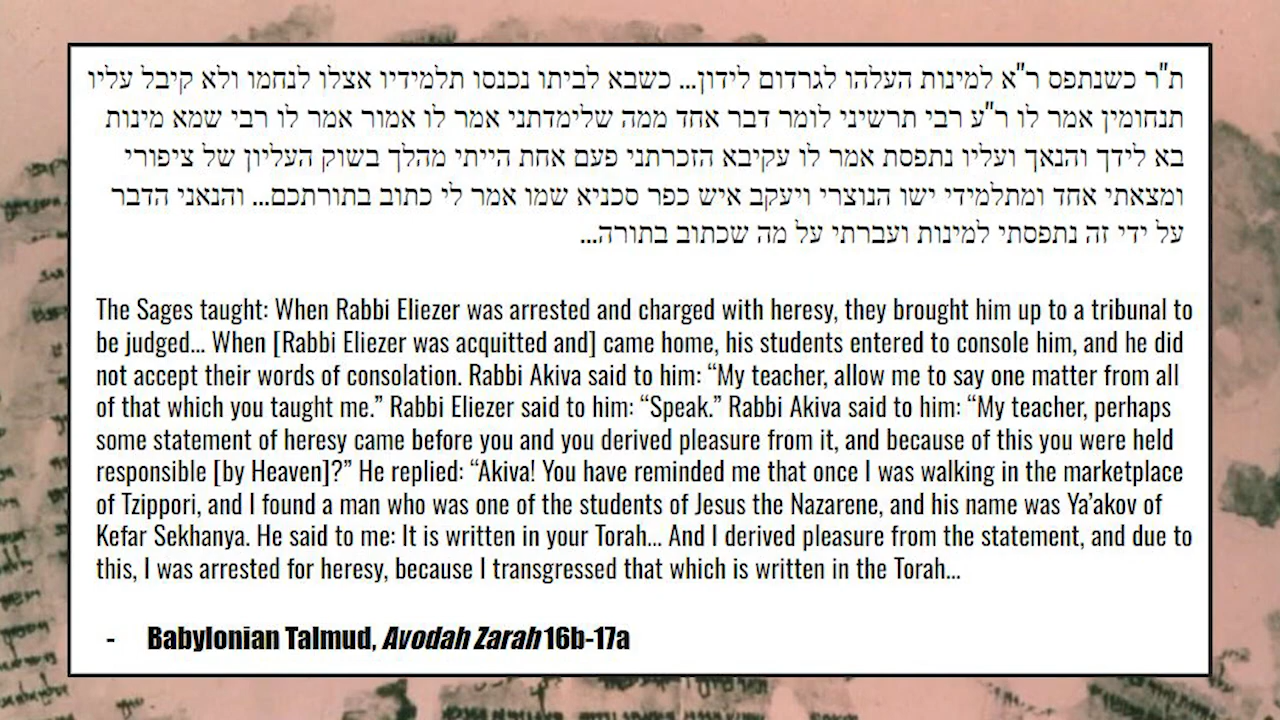 ת"ר כשנתפס ר"א למינות העלהו לגרדום לידון... כשבא לביתו נכנסו תלמידיו אצלו לנחמו ולא קיבל עליו
תנחומין אמר לו ר"ע רבי תרשיני לומר דבר אחד ממה שלימדתני אמר לו אמור אמר לו רבי שמא מינות
בא לידך והנאך ועליו נתפסת אמר לו עקיבא הזכרתני פעם אחת הייתי מהלך בשוק העליון של ציפורי
ומצאתי אחד ומתלמידי ישו הנוצרי ויעקב איש כפר סכניא שמו אמר לי כתוב בתורתכם... והנאני הדבר
על ידי זה נתפסתי למינות ועברתי על מה שכתוב בתורה...
The Sages taught: When Rabbi Eliezer was arrested and charged with heresy, they brought him up to a tribunal to
be judged... When [Rabbi Eliezer was acquitted and] came home, his students entered to console him, and he did
not accept their words of consolation. Rabbi Akiva said to him: “My teacher, allow me to say one matter from all
of that which you taught me.” Rabbi Eliezer said to him: “Speak.” Rabbi Akiva said to him: “My teacher, perhaps
some statement of heresy came before you and you derived pleasure from it, and because of this you were held
responsible [by Heaven]?” He replied: “Akiva! You have reminded me that once I was walking in the marketplace
of Tzippori, and I found a man who was one of the students of Jesus the Nazarene, and his name was Ya’akov of
Kefar Sekhanya. He said to me: It is written in your Torah... And I derived pleasure from the statement, and due to
this, I was arrested for heresy, because I transgressed that which is written in the Torah...
- Babylonian Talmud, Avodah Zarah 16b-17a